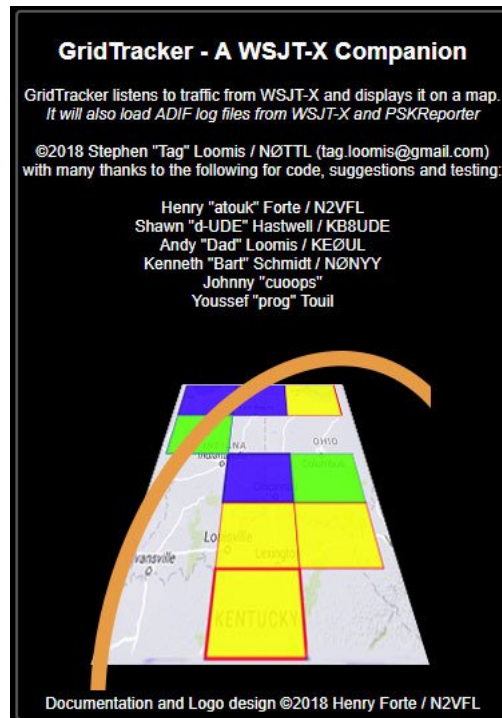 GridTracker - A WSJT-X Companion
GridTracker listens to traffic from WSJT-X and displays it on a map.
It will also load ADIF log files from WSJT-X and PSKReporter
©2018 Stephen "Tag" Loomis / NØTTL (tag.loomis@gmail.com)
with many thanks to the following for code, suggestions and testing:
Henry "atouk" Forte / N2VFL
Shawn "d-UDE" Hastwell / KB8UDE
Andy "Dad" Loomis / KEØUL
Kenneth "Bart" Schmidt / NØNYY
Johnny "cuoops"
Youssef "prog" Touil
OHIO
Columbus
Lexington
KENTUCKY
Documentation and Logo design ©2018 Henry Forte / N2VFL